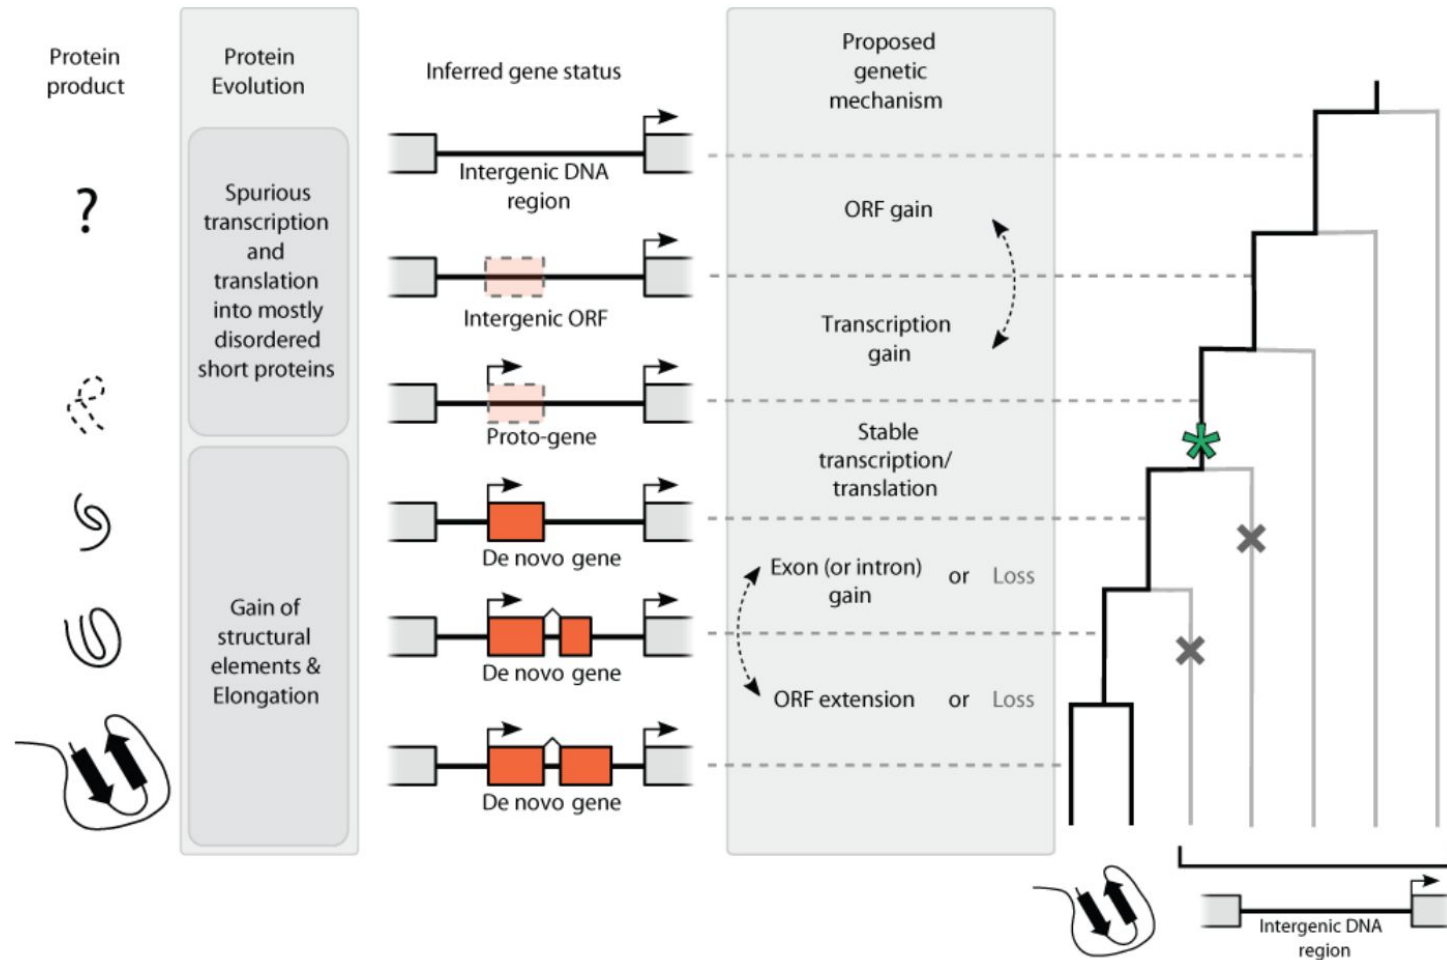 Protein
product
Protein
Evolution
Inferred gene status
Proposed
genetic
mechanism
?
Spurious
transcription
and
translation
into mostly
disordered
short proteins
Gain of
structural
elements &
Elongation
Intergenic DNA
region
Intergenic ORF
Proto-gene
De novo gene
De novo gene
De novo gene
ORF gain
Transcription
gain
Stable
transcription/
translation
Exon (or intron) or Loss
gain
ORF extension or Loss
Intergenic DNA
region